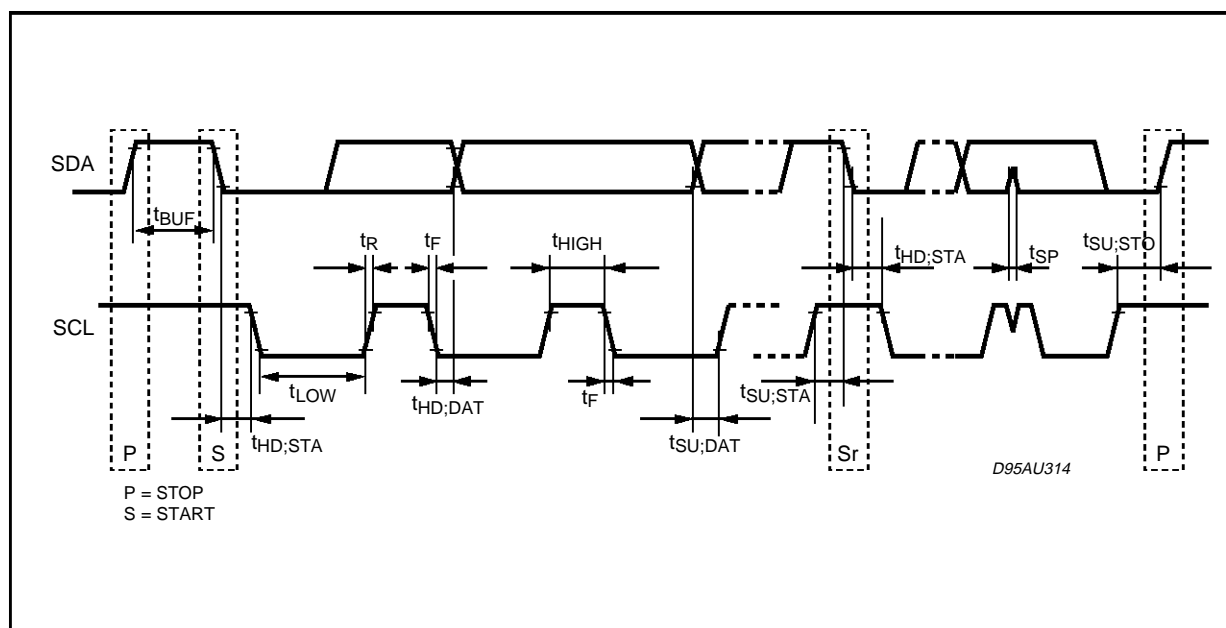 SDA
tBUF
tR
tF
tHIGH
tHD;STA
tSP
tSU;STO
SCL
tLOW
tHD;DAT
tF
tSU;STA
tHD;STA
tSU;DAT
P
S
Sr
P
D95AU314
P = STOP
S = START